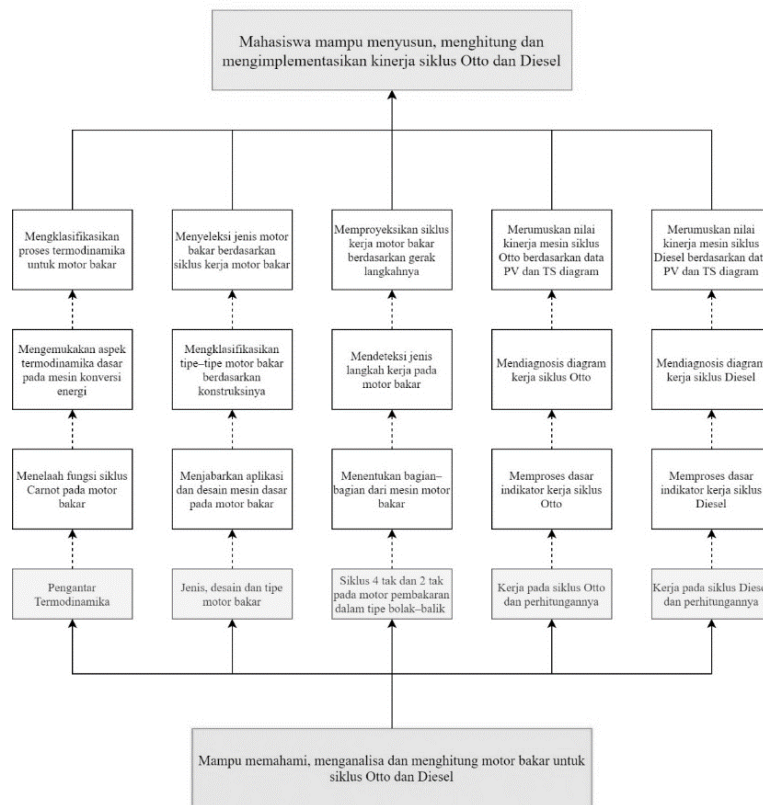 Mahasiswa mampu menyusun, menghitung dan
mengimplementasikan kinerja siklus Otto dan Diesel
Mengklasifikasikan
proses termodinamika
untuk motor bakar
Menyeleksi jenis motor
bakar berdasarkan
siklus kerja motor bakar
Memproyeksikan siklus
kerja motor bakar
berdasarkan gerak
langkahnya
Merumuskan nilai
kinerja mesin siklus
Otto berdasarkan data
PV dan TS diagram
Merumuskan nilai
kinerja mesin siklus
Diesel berdasarkan data
PV dan TS diagram
Mengemukakan aspek
termodinamika dasar
pada mesin konversi
energi
Mengklasifikasikan
tipe–tipe motor bakar
berdasarkan
konstruksinya
Mendeteksi jenis
langkah kerja pada
motor bakar
Mendiagnosis diagram
kerja siklus Otto
Mendiagnosis diagram
kerja siklus Diesel
Menelaah fungsi siklus
Carnot pada motor
bakar
Menjabarkan aplikasi
dan desain mesin dasar
pada motor bakar
Menentukan bagian–
bagian dari mesin motor
bakar
Memproses dasar
indikator kerja siklus
Otto
Memproses dasar
indikator kerja siklus
Diesel
Pengantar
Termodinamika
Jenis, desain dan tipe
motor bakar
Siklus 4 tak dan 2 tak
pada motor pembakaran
dalam tipe bolak–balik
Kerja pada siklus Otto
dan perhitungannya
Kerja pada siklus Diesel
dan perhitungannya
Mampu memahami, menganalisa dan menghitung motor bakar untuk
siklus Otto dan Diesel